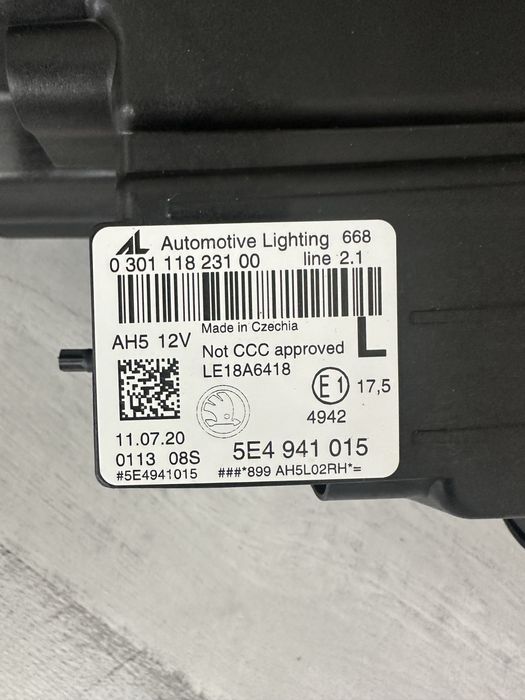 AL Automotive Lighting 668
0 301 118 231 00 line 2.1
Made in Czechia
AH5 12V
Not CCC approved L
LE18A6418
E1 17,5
4942
11.07.20
5E4 941 015
0113 08S
#5E4941015 ###*899 AH5L02RH*=